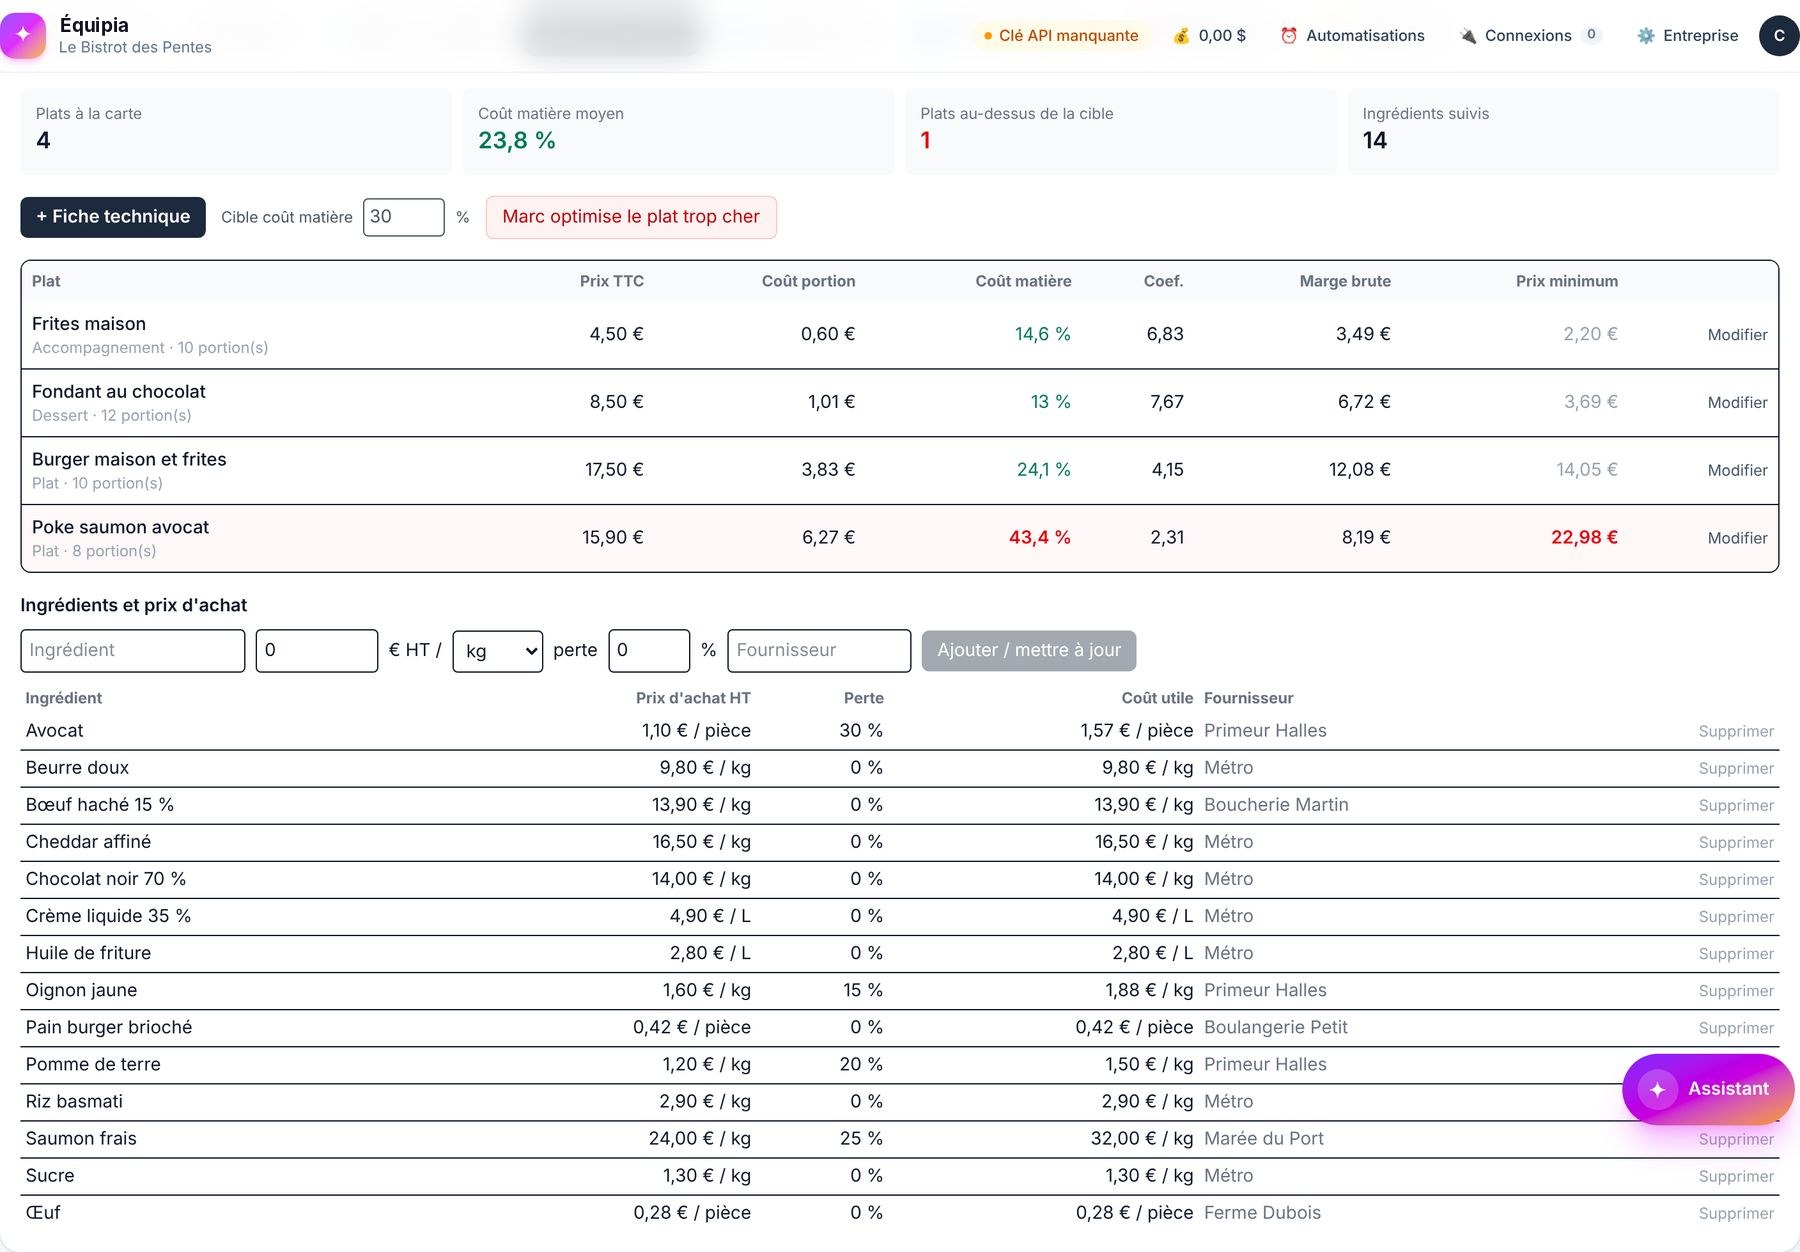 Équipia
Le Bistrot des Pentes
Clé API manquante
0,00 $
Automatisations
Connexions 0
Entreprise
C
Plats à la carte
4
Coût matière moyen
23,8 %
Plats au-dessus de la cible
1
Ingrédients suivis
14
+ Fiche technique
Cible coût matière 30 %
Marc optimise le plat trop cher
Plat Prix TTC Coût portion Coût matière Coef. Marge brute Prix minimum
Frites maison
Accompagnement · 10 portion(s)
4,50 € 0,60 € 14,6 % 6,83 3,49 € 2,20 € Modifier
Fondant au chocolat
Dessert · 12 portion(s)
8,50 € 1,01 € 13 % 7,67 6,72 € 3,69 € Modifier
Burger maison et frites
Plat · 10 portion(s)
17,50 € 3,83 € 24,1 % 4,15 12,08 € 14,05 € Modifier
Poke saumon avocat
Plat · 8 portion(s)
15,90 € 6,27 € 43,4 % 2,31 8,19 € 22,98 € Modifier
Ingrédients et prix d'achat
Ingrédient 0 € HT / kg perte 0 % Fournisseur Ajouter / mettre à jour
Ingrédient Prix d'achat HT Perte Coût utile Fournisseur
Avocat 1,10 € / pièce 30 % 1,57 € / pièce Primeur Halles Supprimer
Beurre doux 9,80 € / kg 0 % 9,80 € / kg Métro Supprimer
Bœuf haché 15 % 13,90 € / kg 0 % 13,90 € / kg Boucherie Martin Supprimer
Cheddar affiné 16,50 € / kg 0 % 16,50 € / kg Métro Supprimer
Chocolat noir 70 % 14,00 € / kg 0 % 14,00 € / kg Métro Supprimer
Crème liquide 35 % 4,90 € / L 0 % 4,90 € / L Métro Supprimer
Huile de friture 2,80 € / L 0 % 2,80 € / L Métro Supprimer
Oignon jaune 1,60 € / kg 15 % 1,88 € / kg Primeur Halles Supprimer
Pain burger brioché 0,42 € / pièce 0 % 0,42 € / pièce Boulangerie Petit Supprimer
Pomme de terre 1,20 € / kg 20 % 1,50 € / kg Primeur Halles
Riz basmati 2,90 € / kg 0 % 2,90 € / kg Métro
Assistant
Saumon frais 24,00 € / kg 25 % 32,00 € / kg Marée du Port Supprimer
Sucre 1,30 € / kg 0 % 1,30 € / kg Métro Supprimer
Œuf 0,28 € / pièce 0 % 0,28 € / pièce Ferme Dubois Supprimer